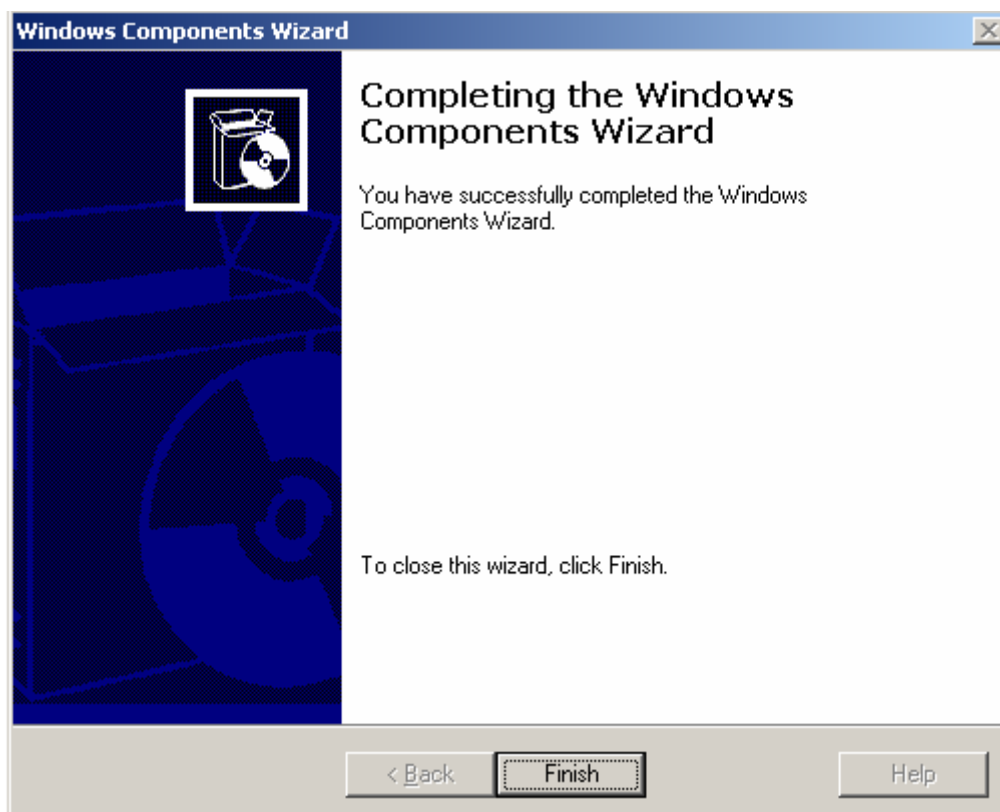 Windows Components Wizard
Completing the Windows
Components Wizard
You have successfully completed the Windows
Components Wizard.
To close this wizard, click Finish.
< Back
Finish
Help